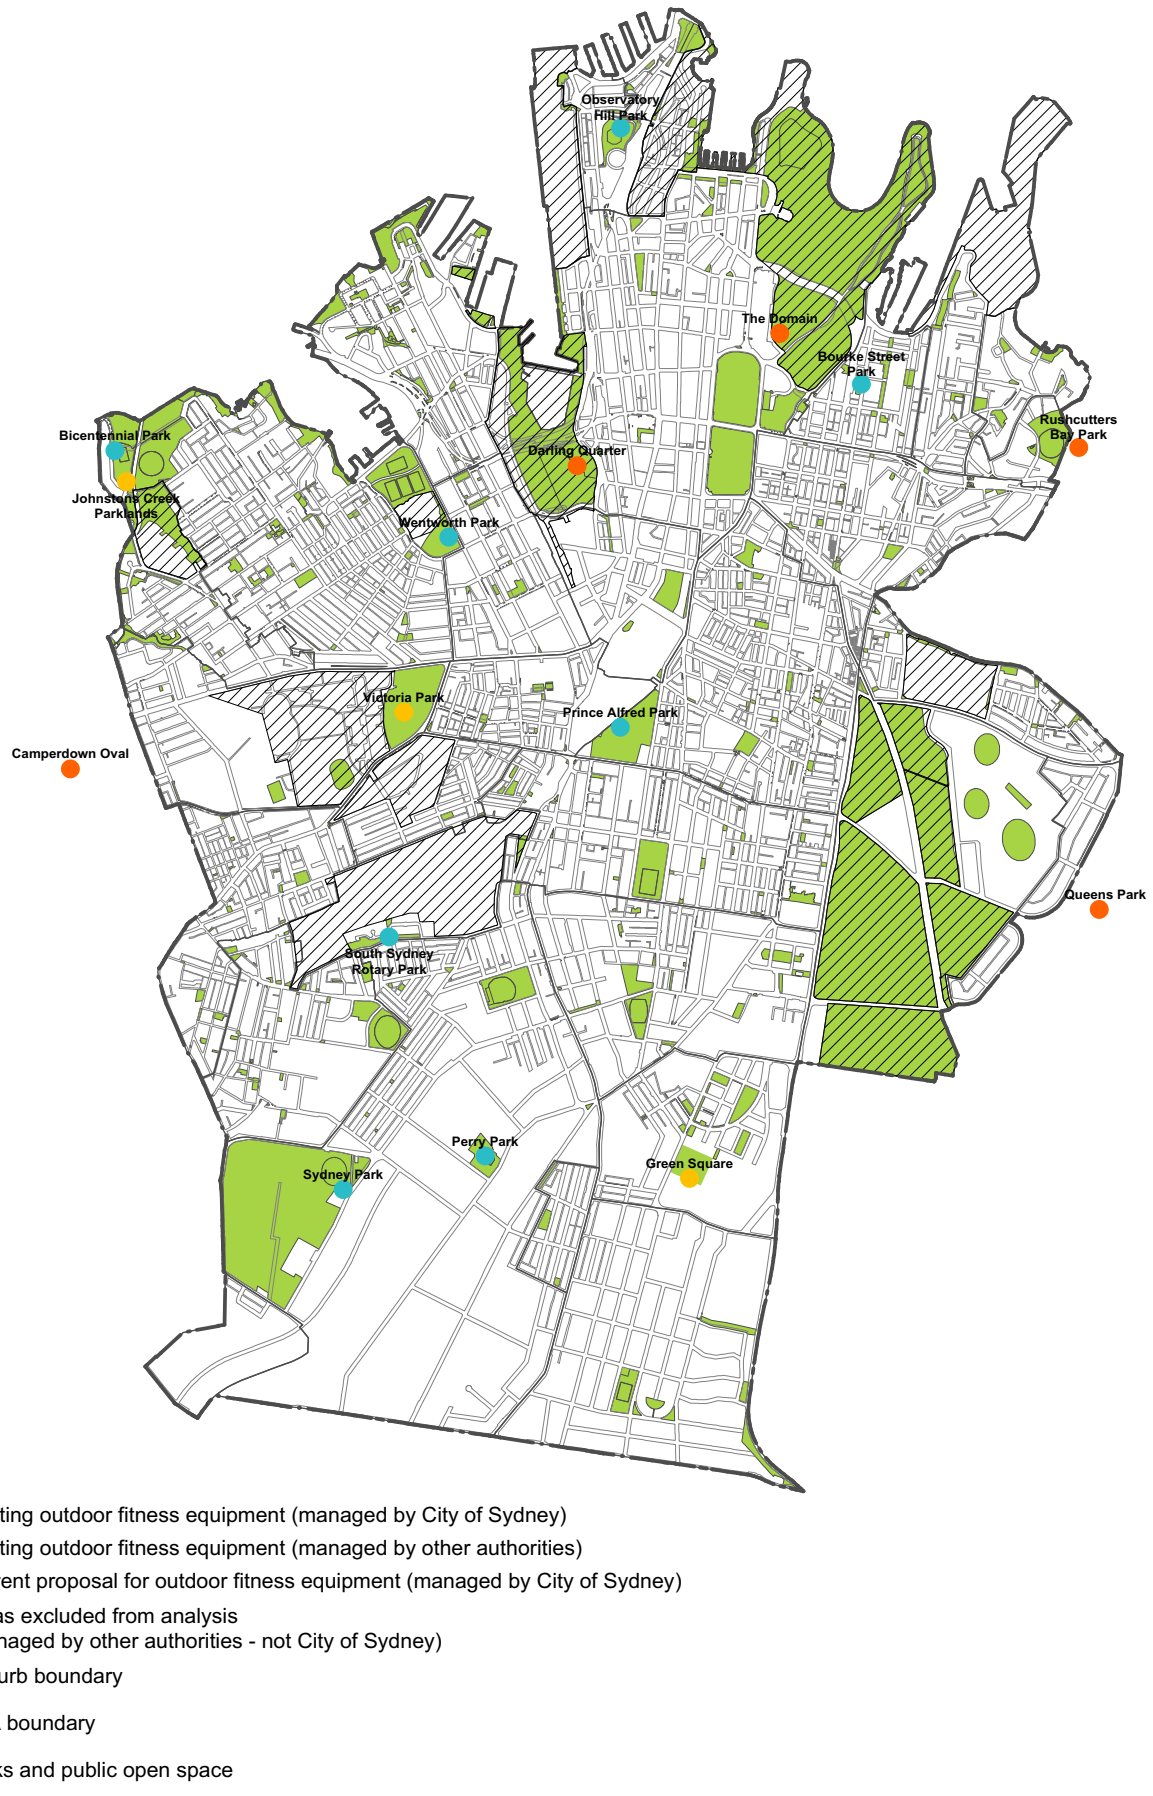 Observatory
Hill Park
The Domain
Bourke Street
Park
Rushcutters
Bay Park
Bicentennial Park
Darling Quarter
Johnstons Creek
Parklands
Wentworth Park
Victoria Park
Prince Alfred Park
Camperdown Oval
Queens Park
South Sydney
Rotary Park
Perry Park
Green Square
Sydney Park
ting outdoor fitness equipment (managed by City of Sydney)
ting outdoor fitness equipment (managed by other authorities)
ent proposal for outdoor fitness equipment (managed by City of Sydney)
as excluded from analysis
naged by other authorities - not City of Sydney)
urb boundary
boundary
ks and public open space